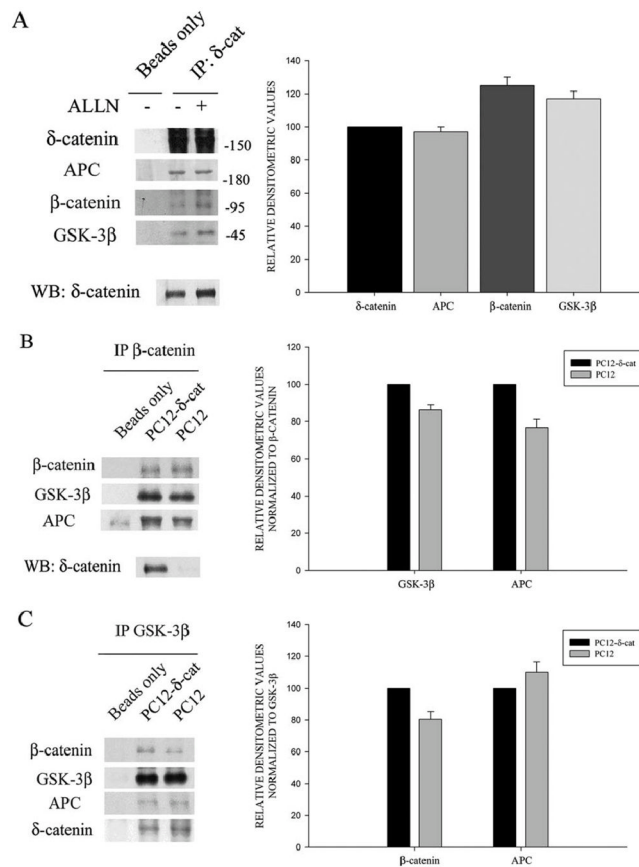 A
Beads only
IP: δ-cat
ALLN - - +
δ-catenin
-150
APC
-180
β-catenin
-95
GSK-3β
-45
WB: δ-catenin
RELATIVE DENSITOMETRIC VALUES
140
120
100
80
60
40
20
0
δ-catenin APC β-catenin GSK-3β
B
IP β-catenin
Beads only
PC12-δ-cat
PC12
β-catenin
GSK-3β
APC
WB: δ-catenin
RELATIVE DENSITOMETRIC VALUES
NORMALIZED TO β-CATENIN
120
100
80
60
40
20
0
PC12-δ-cat
PC12
GSK-3β APC
C
IP GSK-3β
Beads only
PC12-δ-cat
PC12
β-catenin
GSK-3β
APC
δ-catenin
RELATIVE DENSITOMETRIC VALUES
NORMALIZED TO GSK-3β
140
120
100
80
60
40
20
0
PC12-δ-cat
PC12
β-catenin APC